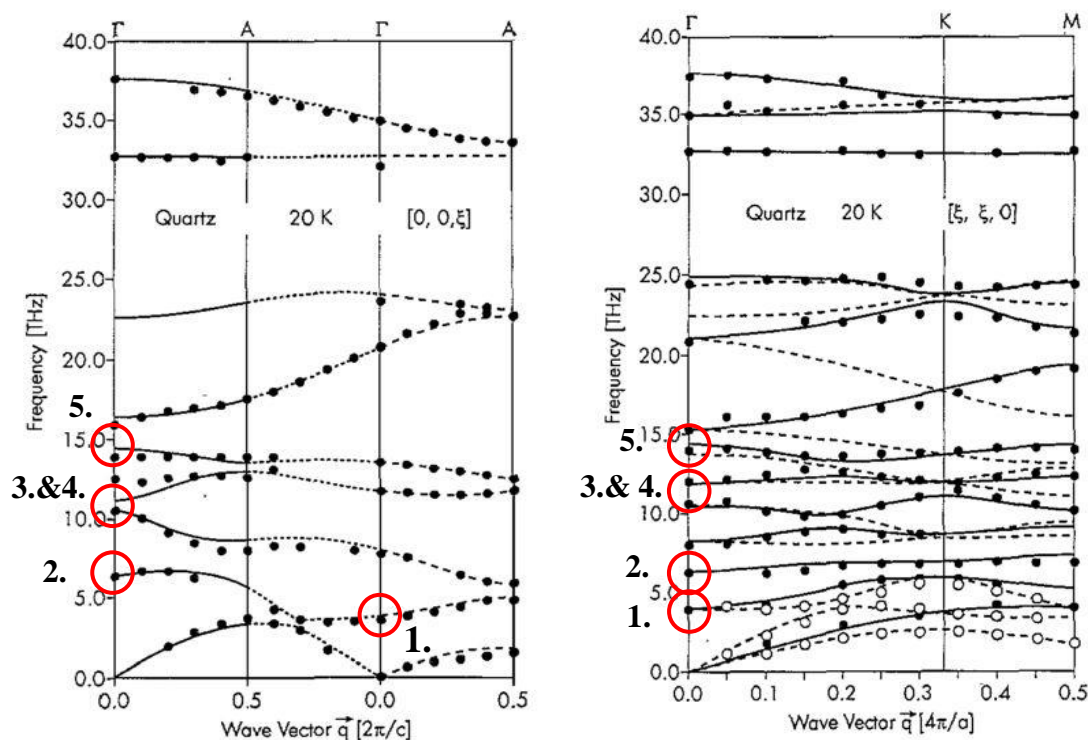 Γ A Γ A
40.0
35.0
30.0
25.0
20.0
15.0
10.0
5.0
0.0
Frequency [THz]
Quartz 20 K [0, 0,ξ]
5.
3.&4.
2.
1.
0.0 0.5 0.0 0.5
Wave Vector q⃗ [2π/c]
Γ K M
40.0
35.0
30.0
25.0
20.0
15.0
10.0
5.0
0.0
Frequency [THz]
Quartz 20 K [ξ, ξ, 0]
5.
3.& 4.
2.
1.
0.0 0.1 0.2 0.3 0.4 0.5
Wave Vector q⃗ [4π/a]